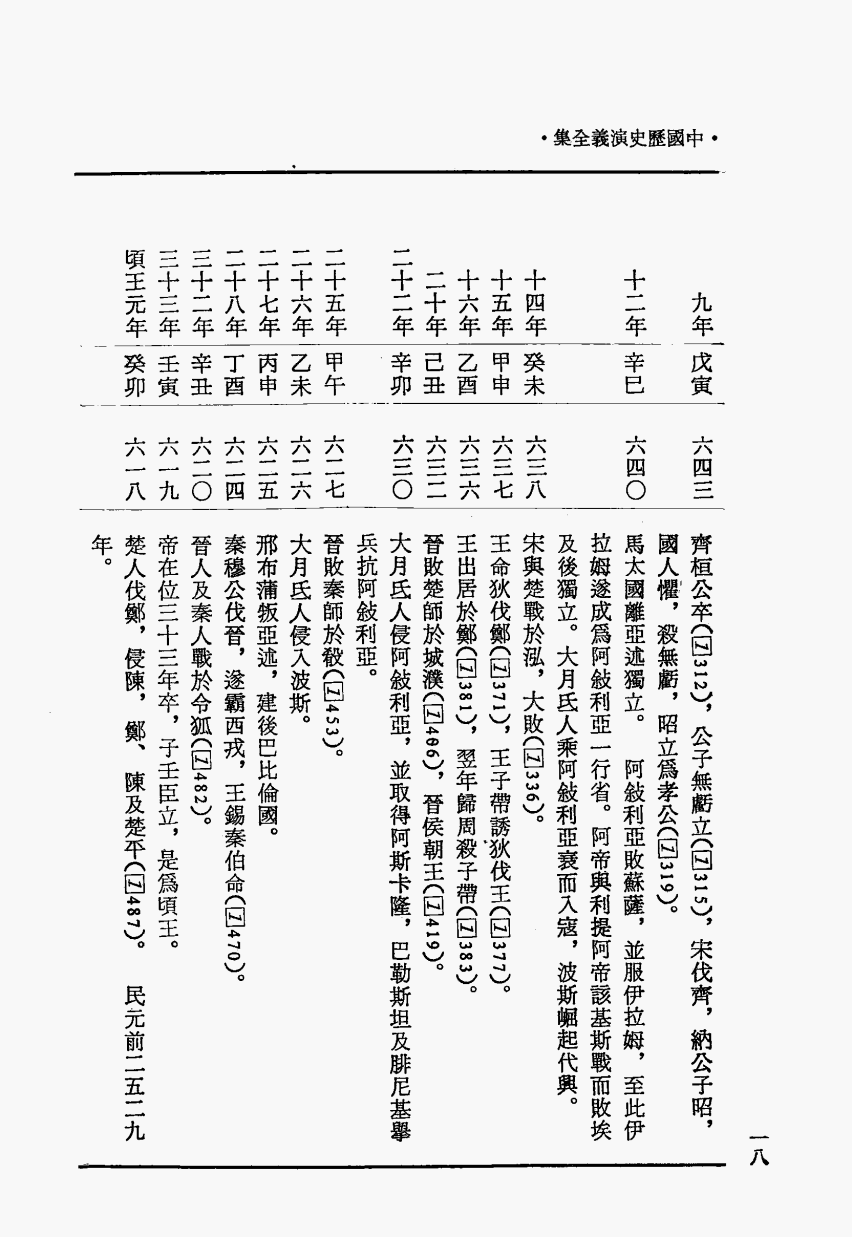 ・中國歷史演義全集・
九年 戊寅 六四三 齊桓公卒(1312)，公子無虧立(1315)，宋伐齊，納公子昭，
國人懼，殺無虧，昭立爲孝公(1319)。
十二年 辛巳 六四〇 馬太國離亞述獨立。 阿敍利亞敗蘇薩，並服伊拉姆，至此伊
拉姆遂成爲阿敍利亞一行省。阿帝與利提阿帝該基斯戰而敗埃
及後獨立。大月氐人乘阿敍利亞衰而入寇，波斯崛起代興。
十四年 癸未 六三八 宋與楚戰於泓，大敗(1336)。
十五年 甲申 六三七 王命狄伐鄭(1371)，王子帶誘狄伐王(1377)。
十六年 乙酉 六三六 王出居於鄭(1381)，翌年歸周殺子帶(1383)。
二十年 己丑 六三二 晉敗楚師於城濮(1406)，晉侯朝王(1419)。
二十二年 辛卯 六三〇 大月氐人侵阿敍利亞，並取得阿斯卡隆，巴勒斯坦及腓尼基舉
兵抗阿敍利亞。
二十五年 甲午 六二七 晉敗秦師於殽(1453)。
二十六年 乙未 六二六 大月氐人侵入波斯。
二十七年 丙申 六二五 邢布蒲叛亞述，建後巴比倫國。
二十八年 丁酉 六二四 秦穆公伐晉，遂霸西戎，王錫秦伯命(1470)。
三十二年 辛丑 六二〇 晉人及秦人戰於令狐(1482)。
三十三年 壬寅 六一九 帝在位三十三年卒，子壬臣立，是爲頃王。
頃王元年 癸卯 六一八 楚人伐鄭，侵陳，鄭、陳及楚平(1487)。 民元前二五二九
年。
一八